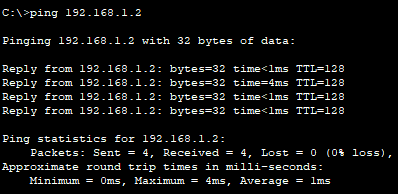 C:\>ping 192.168.1.2
Pinging 192.168.1.2 with 32 bytes of data:
Reply from 192.168.1.2: bytes=32 time<1ms TTL=128
Reply from 192.168.1.2: bytes=32 time=4ms TTL=128
Reply from 192.168.1.2: bytes=32 time<1ms TTL=128
Reply from 192.168.1.2: bytes=32 time<1ms TTL=128
Ping statistics for 192.168.1.2:
    Packets: Sent = 4, Received = 4, Lost = 0 (0% loss),
Approximate round trip times in milli-seconds:
    Minimum = 0ms, Maximum = 4ms, Average = 1ms